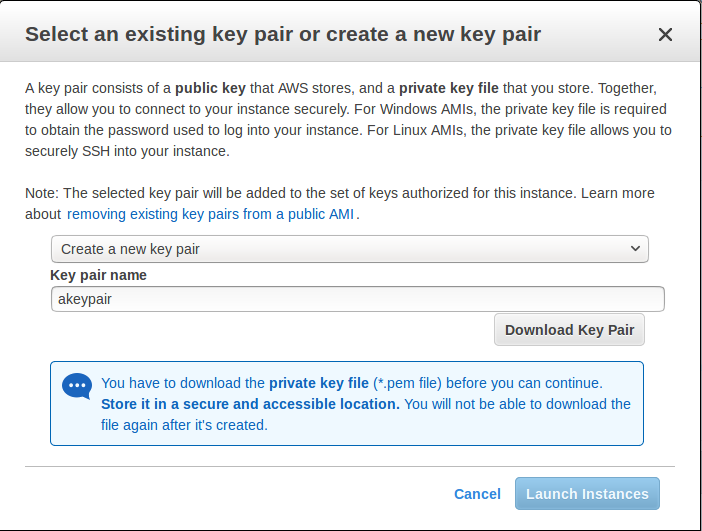 Select an existing key pair or create a new key pair
A key pair consists of a public key that AWS stores, and a private key file that you store. Together,
they allow you to connect to your instance securely. For Windows AMIs, the private key file is required
to obtain the password used to log into your instance. For Linux AMIs, the private key file allows you to
securely SSH into your instance.
Note: The selected key pair will be added to the set of keys authorized for this instance. Learn more
about removing existing key pairs from a public AMI.
Create a new key pair
Key pair name
akeypair
Download Key Pair
You have to download the private key file (*.pem file) before you can continue.
Store it in a secure and accessible location. You will not be able to download the
file again after it's created.
Cancel Launch Instances